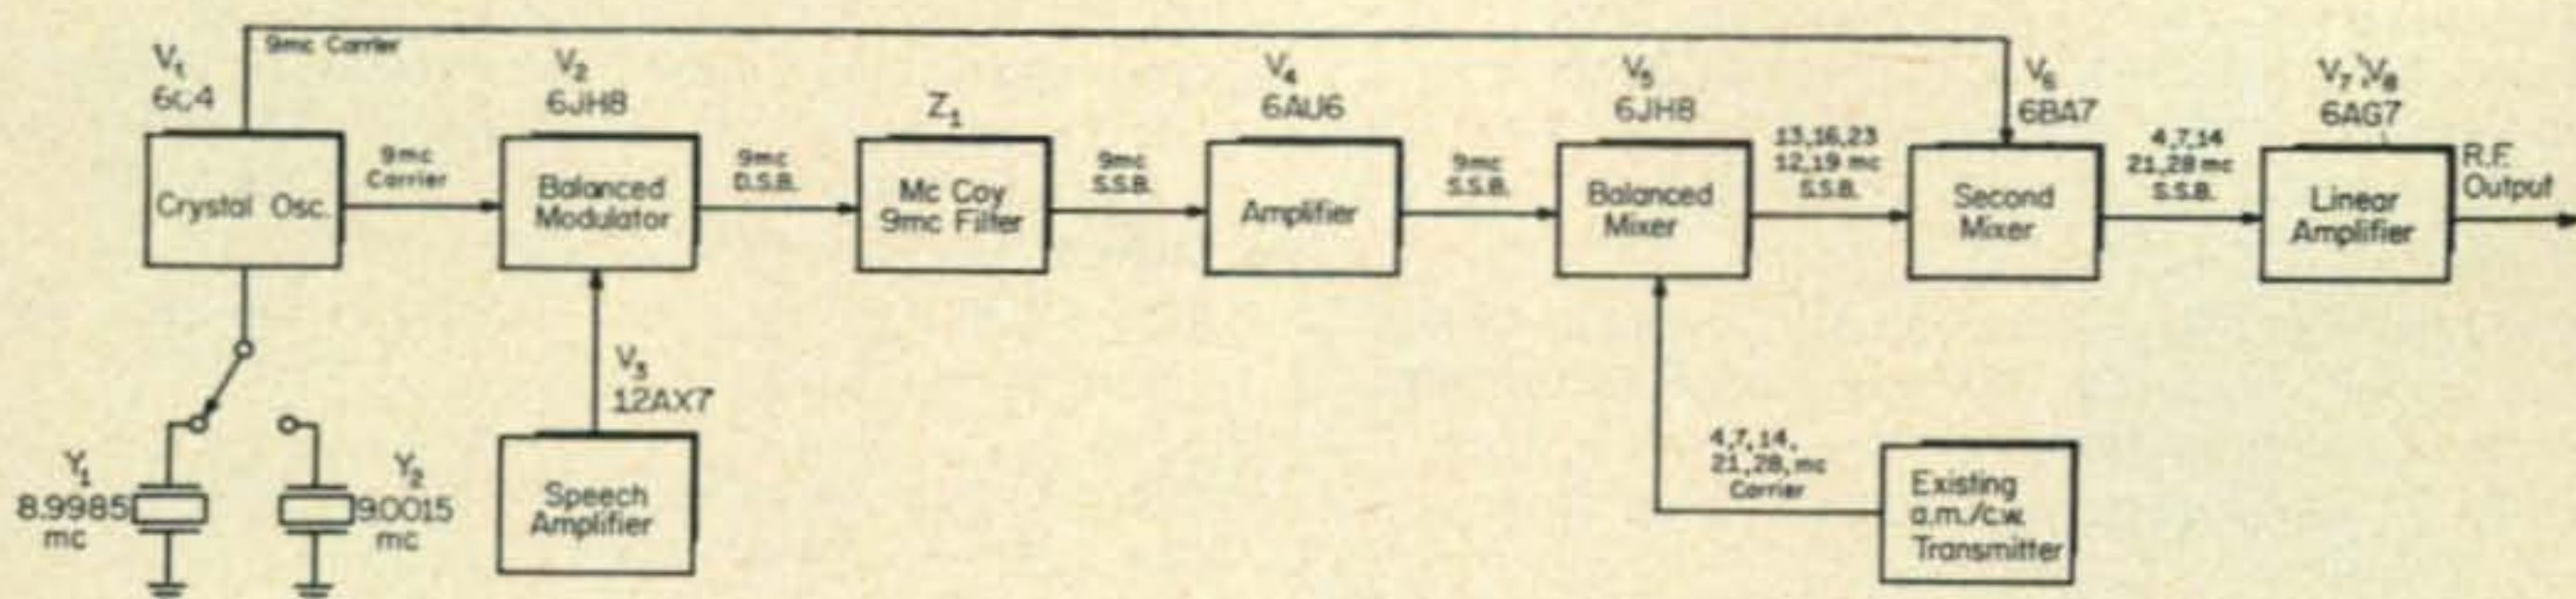 9mc Carrier
V₁
6C4
Crystal Osc.
9mc
Carrier
V₂
6JH8
Balanced
Modulator
9mc
D.S.B.
Z₁
Mc Coy
9mc Filter
9mc
S.S.B.
V₄
6AU6
Amplifier
9mc
S.S.B.
V₅
6JH8
Balanced
Mixer
13,16,23
12,19 mc
S.S.B.
V₆
6BA7
Second
Mixer
4,7,14
21,28 mc
S.S.B.
V₇,V₈
6AG7
Linear
Amplifier
R.F.
Output
Y₁
8.9985
mc
Y₂
9.0015
mc
V₃
12AX7
Speech
Amplifier
4,7,14,
21,28, mc
Carrier
Existing
a.m./c.w.
Transmitter